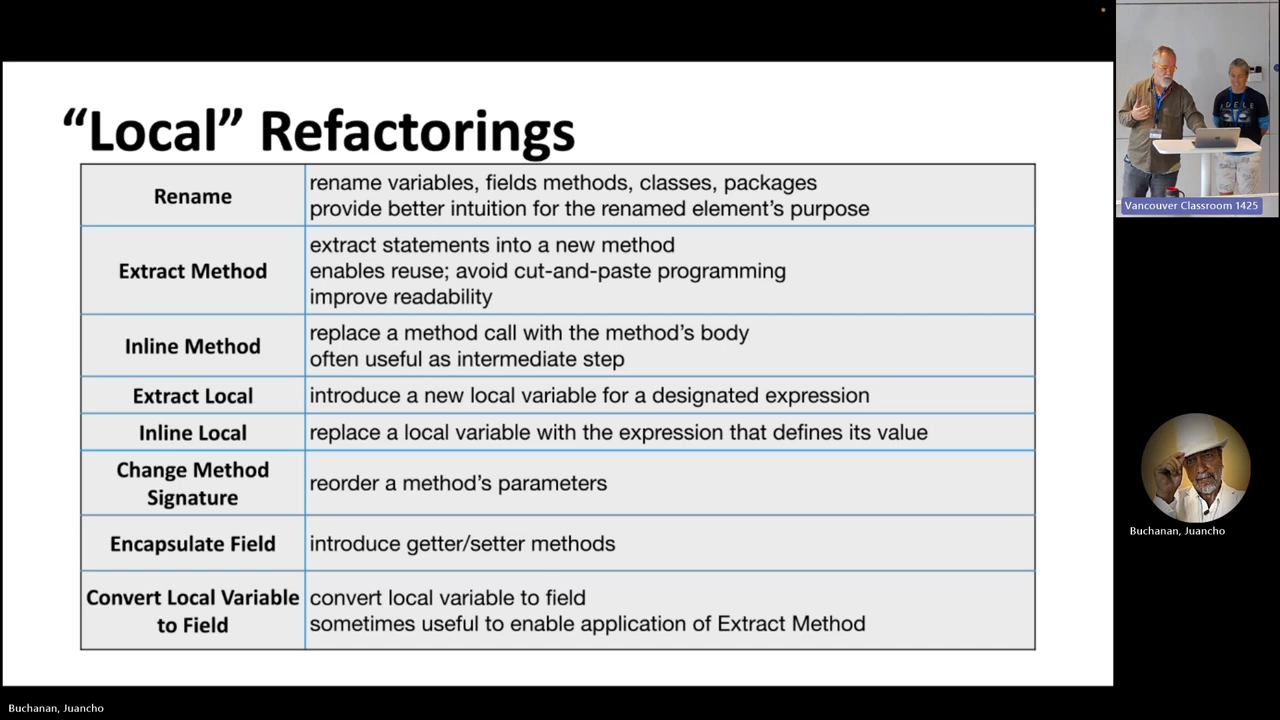 “Local” Refactorings
Rename
rename variables, fields methods, classes, packages
provide better intuition for the renamed element’s purpose
Extract Method
extract statements into a new method
enables reuse; avoid cut-and-paste programming
improve readability
Inline Method
replace a method call with the method’s body
often useful as intermediate step
Extract Local
introduce a new local variable for a designated expression
Inline Local
replace a local variable with the expression that defines its value
Change Method
Signature
reorder a method’s parameters
Encapsulate Field
introduce getter/setter methods
Convert Local Variable
to Field
convert local variable to field
sometimes useful to enable application of Extract Method
Vancouver Classroom 1425
Buchanan, Juancho
Buchanan, Juancho